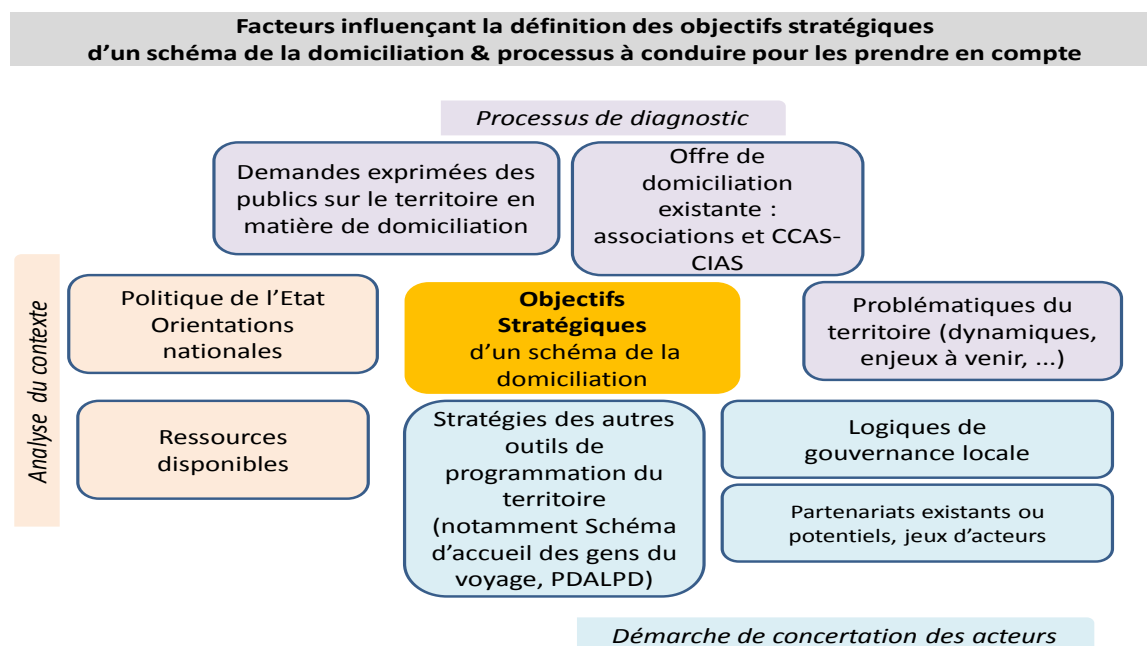 Facteurs influençant la définition des objectifs stratégiques
d'un schéma de la domiciliation & processus à conduire pour les prendre en compte
Processus de diagnostic
Demandes exprimées des
publics sur le territoire en
matière de domiciliation
Offre de
domiciliation
existante :
associations et CCAS-
CIAS
Analyse du contexte
Politique de l'Etat
Orientations
nationales
Objectifs
Stratégiques
d'un schéma de la
domiciliation
Problématiques du
territoire (dynamiques,
enjeux à venir, ...)
Ressources
disponibles
Stratégies des autres
outils de
programmation du
territoire
(notamment Schéma
d'accueil des gens du
voyage, PDALPD)
Logiques de
gouvernance locale
Partenariats existants ou
potentiels, jeux d'acteurs
Démarche de concertation des acteurs